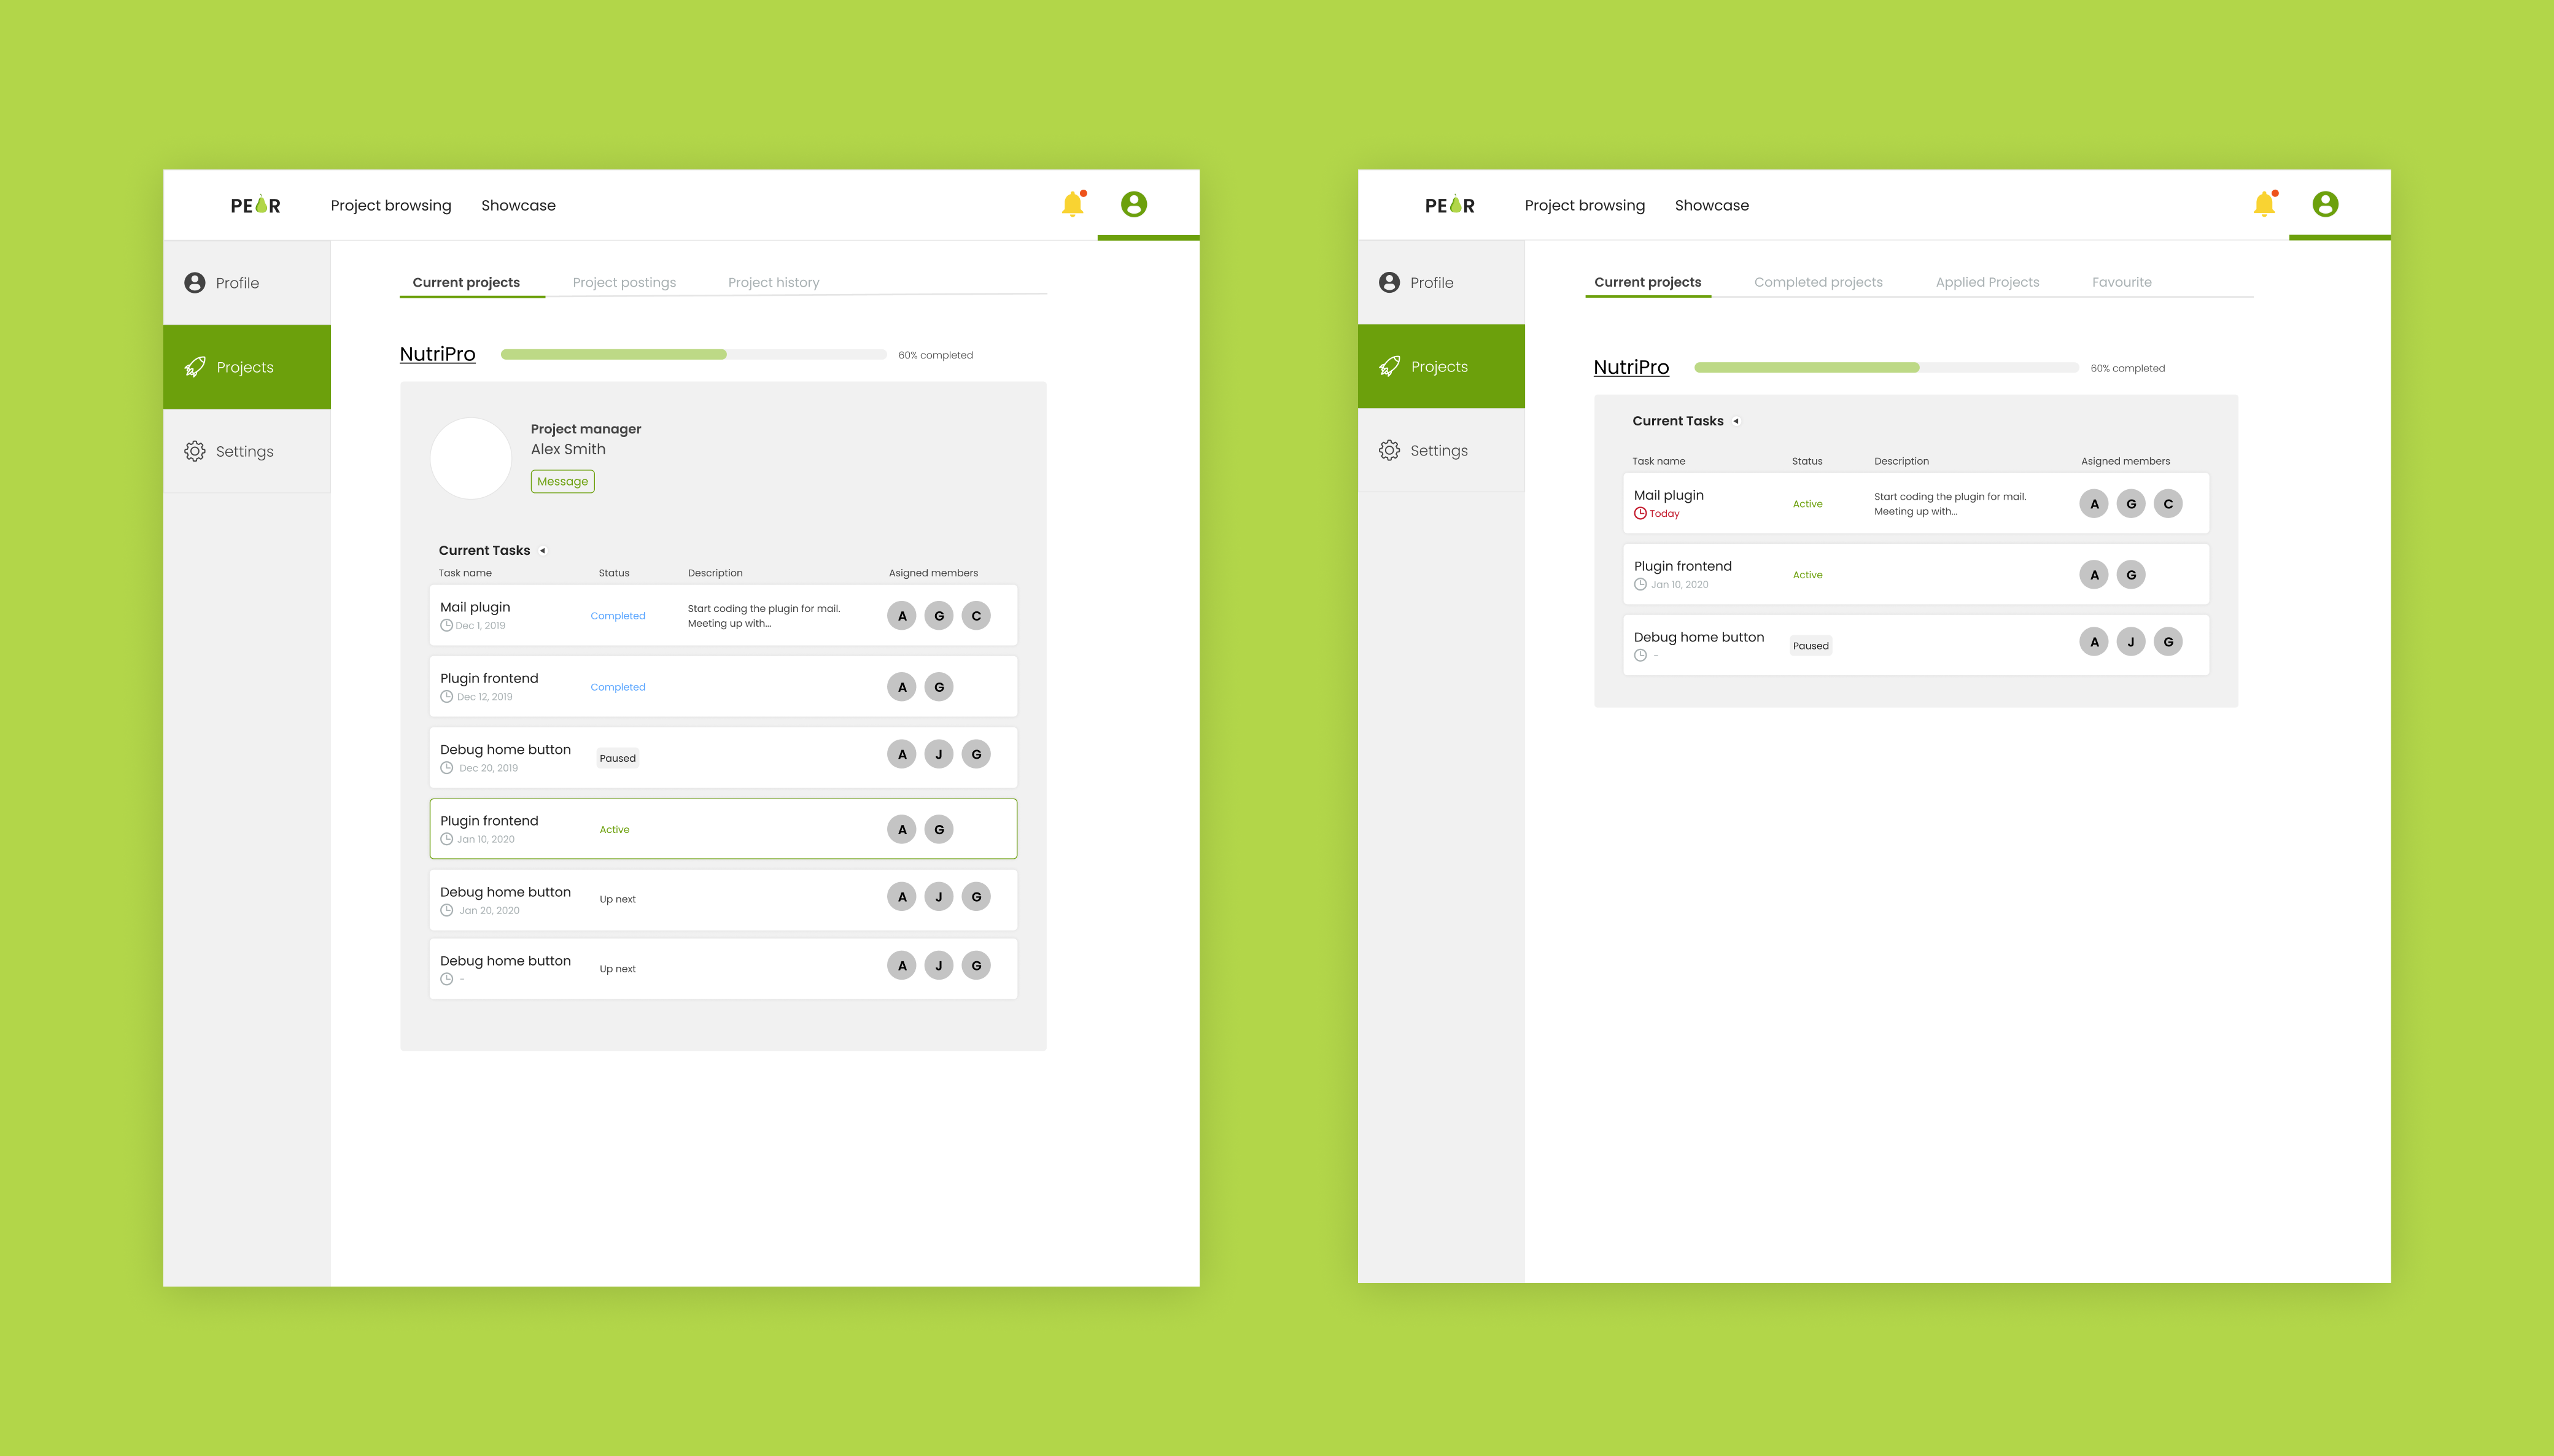 PEAR Project browsing Showcase
Profile
Projects
Settings
Current projects Project postings Project history
NutriPro 60% completed
Project manager
Alex Smith
Message
Current Tasks
Task name Status Description Asigned members
Mail plugin
Dec 1, 2019
Completed
Start coding the plugin for mail.
Meeting up with...
A G C
Plugin frontend
Dec 12, 2019
Completed
A G
Debug home button
Dec 20, 2019
Paused
A J G
Plugin frontend
Jan 10, 2020
Active
A G
Debug home button
Jan 20, 2020
Up next
A J G
Debug home button
-
Up next
A J G
PEAR Project browsing Showcase
Profile
Projects
Settings
Current projects Completed projects Applied Projects Favourite
NutriPro 60% completed
Current Tasks
Task name Status Description Asigned members
Mail plugin
Today
Active
Start coding the plugin for mail.
Meeting up with...
A G C
Plugin frontend
Jan 10, 2020
Active
A G
Debug home button
-
Paused
A J G